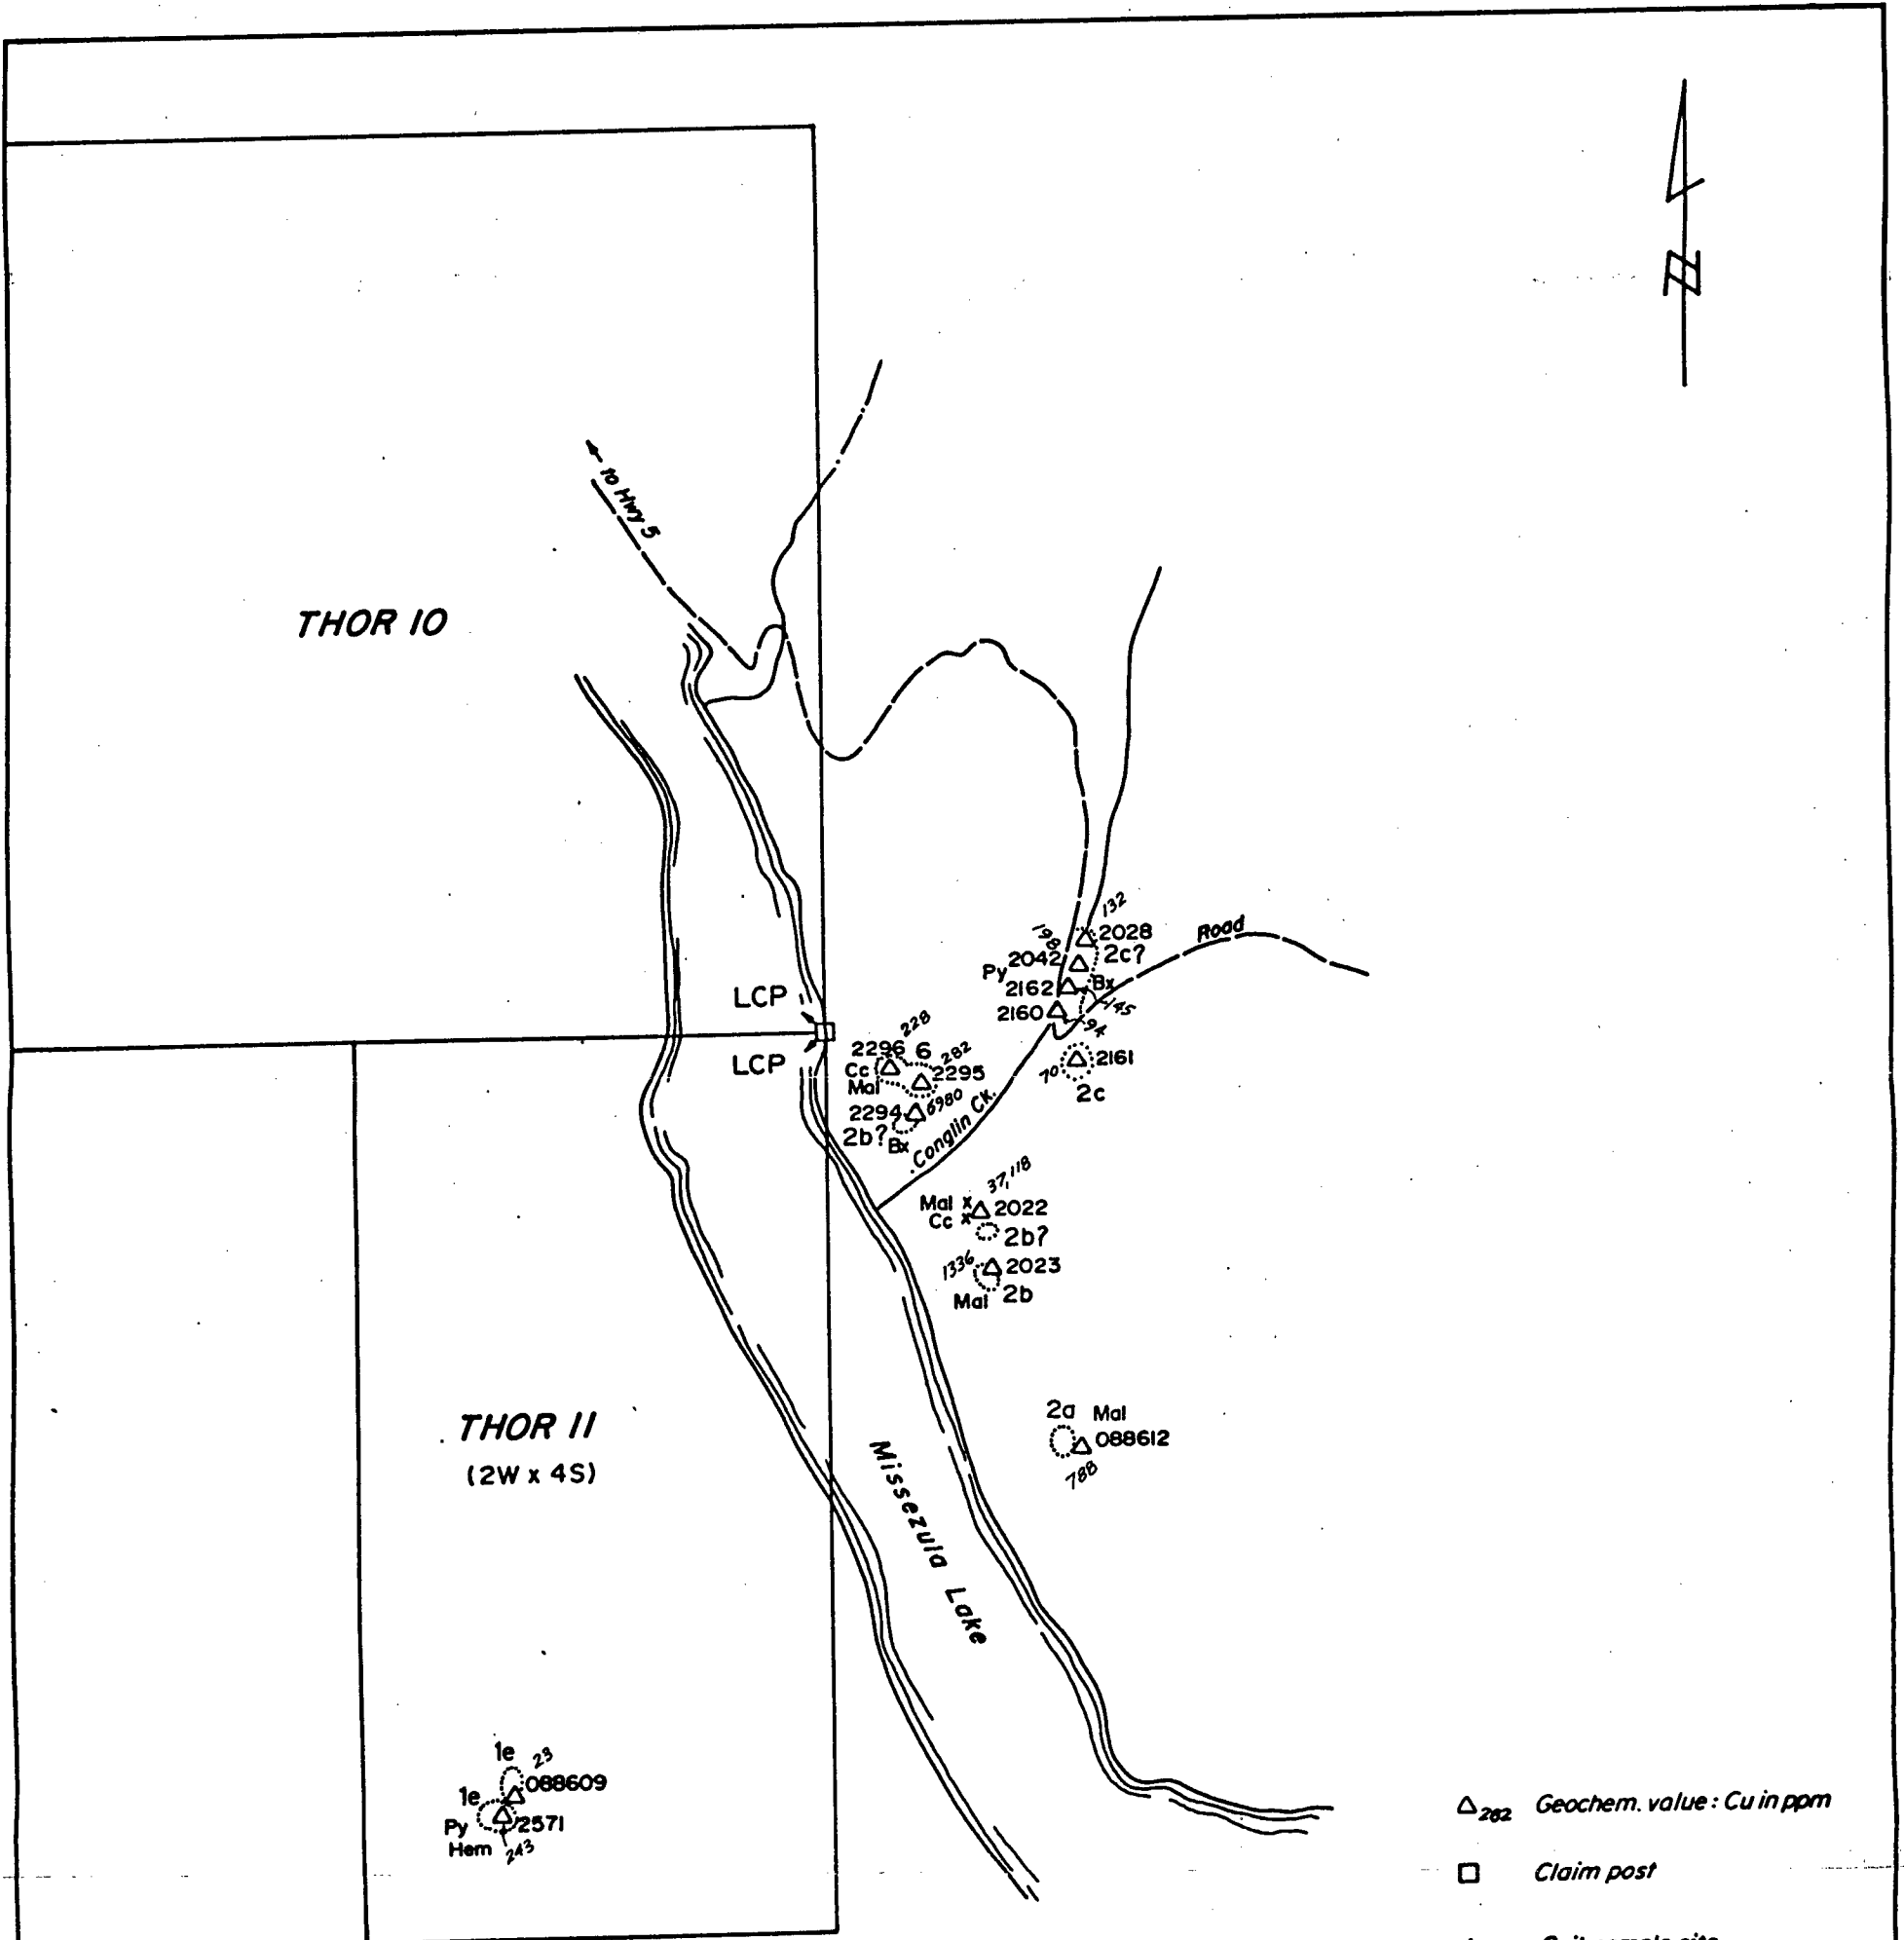 N
to Hwy 5
THOR 10
132
198
2028
Road
2042
2c?
Py
2162
Bx
145
2160
94
LCP
LCP
228
2296 6
282
2161
Cc
2295
70
Mal
2c
2294
6980
2b?
Bx
Conglin Ck.
37,118
Mal x
2022
Cc x
2b?
1336
2023
Mal 2b
2a Mal
088612
788
THOR 11
(2W x 4S)
Missezula Lake
1e
23
088609
1e
2571
Py
Hem
243
282 Geochem. value : Cu in ppm
Claim post